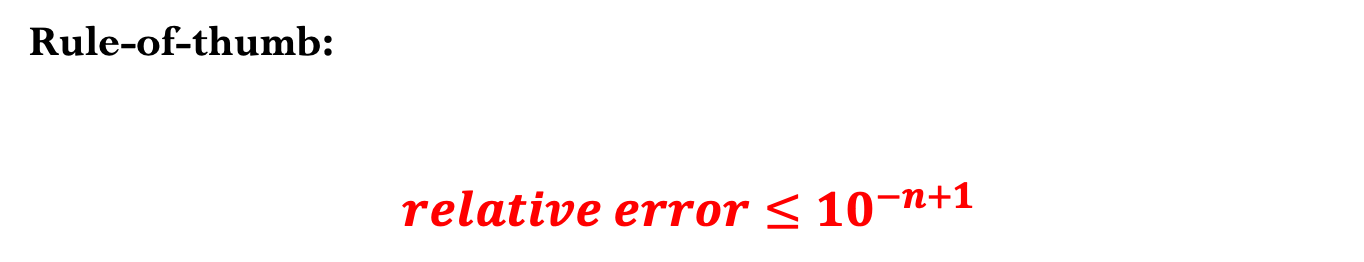 Rule-of-thumb:
relative error ≤ 10⁻ⁿ⁺¹